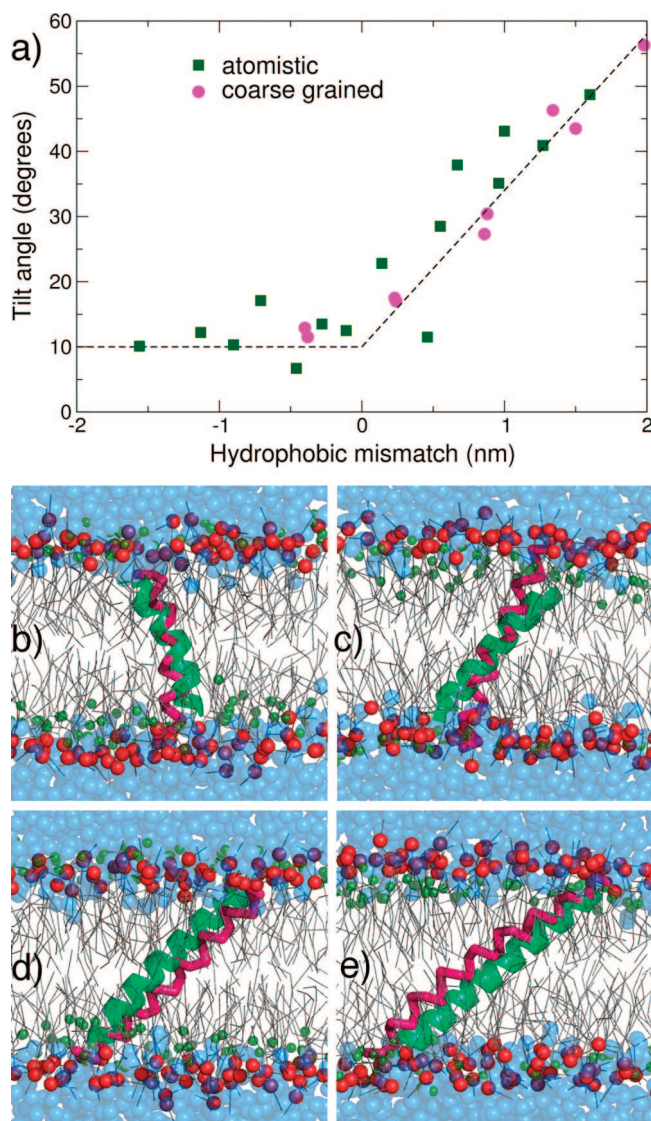 a)
60
50
40
30
20
10
0
Tilt angle (degrees)
atomistic
coarse grained
-2
-1
0
1
2
Hydrophobic mismatch (nm)
b)
c)
d)
e)